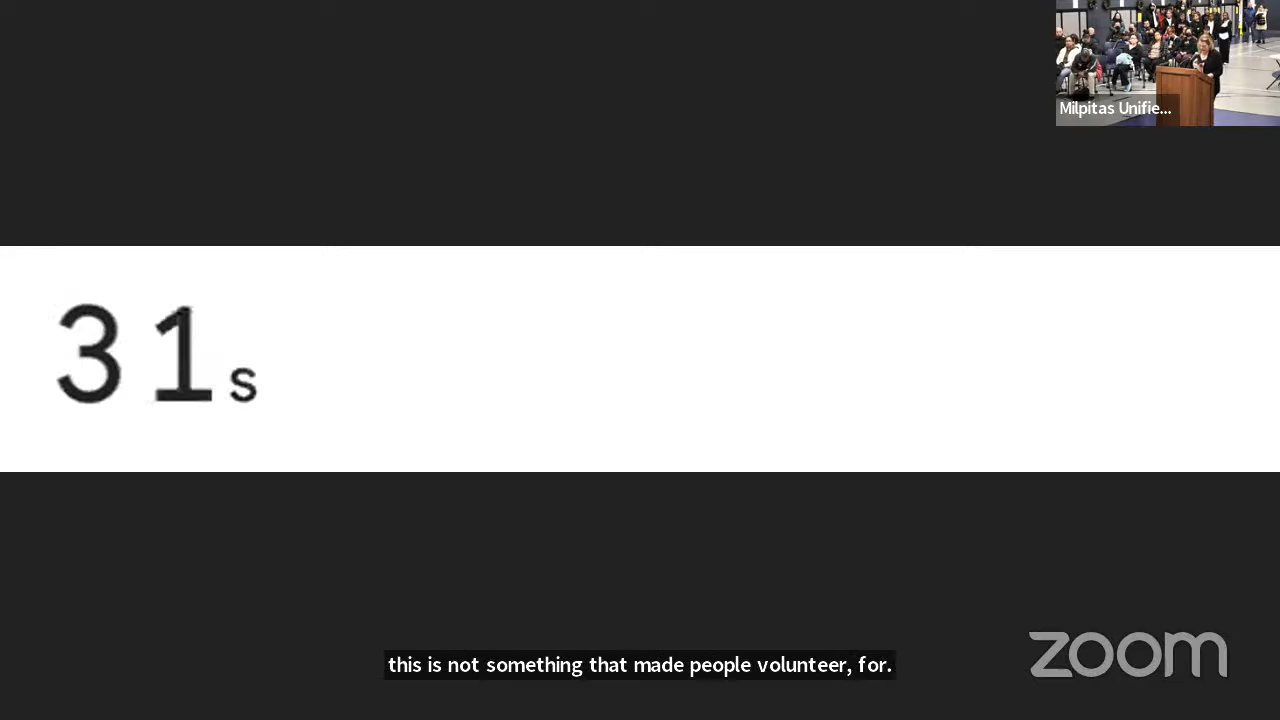 Milpitas Unifie...
31s
this is not something that made people volunteer, for.
zoom